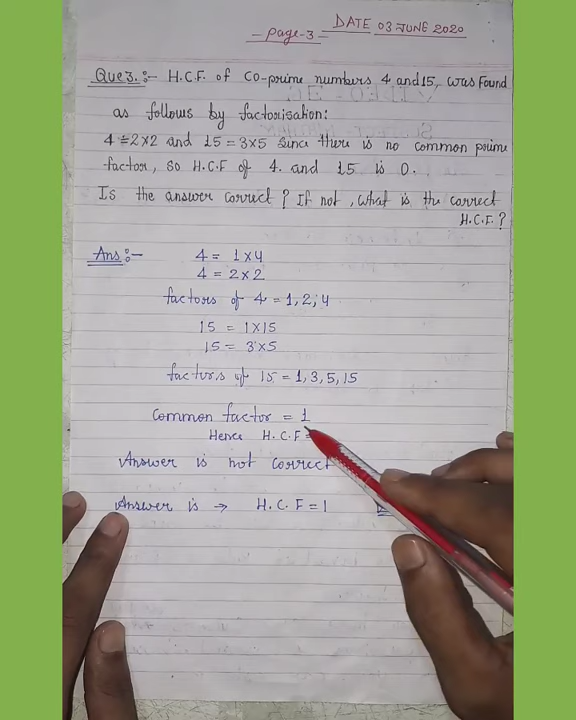 - Page-3-
DATE 03 JUNE 2020
Que 3. :- H.C.F. of co-prime numbers 4 and 15, was found
as follows by factorisation:
4 = 2×2 and 15 = 3×5 since there is no common prime
factor, so H.C.F of 4. and 15 is 0.
Is the answer correct? If not, what is the correct
H.C.F.?
Ans :- 4 = 1×4
4 = 2×2
factors of 4 = 1, 2, 4
15 = 1×15
15 = 3×5
factors of 15 = 1, 3, 5, 15
Common factor = 1
Hence H.C.F =
Answer is not correct
Answer is → H.C.F = 1